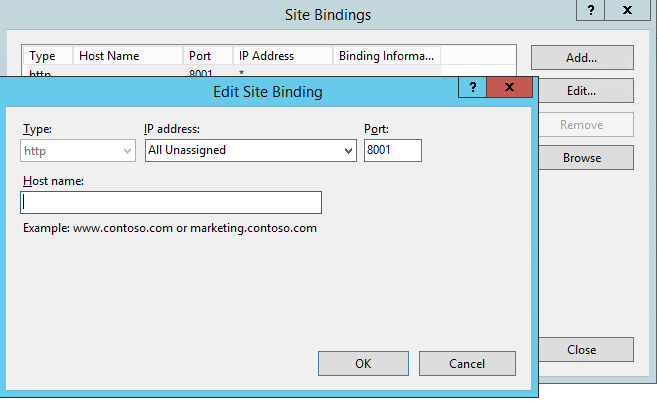 Site Bindings
? x
Type Host Name Port IP Address Binding Informa...
http 8001 *
Add...
Edit...
Remove
Browse
Close
Edit Site Binding
? x
Type: IP address: Port:
http All Unassigned 8001
Host name:
Example: www.contoso.com or marketing.contoso.com
OK Cancel